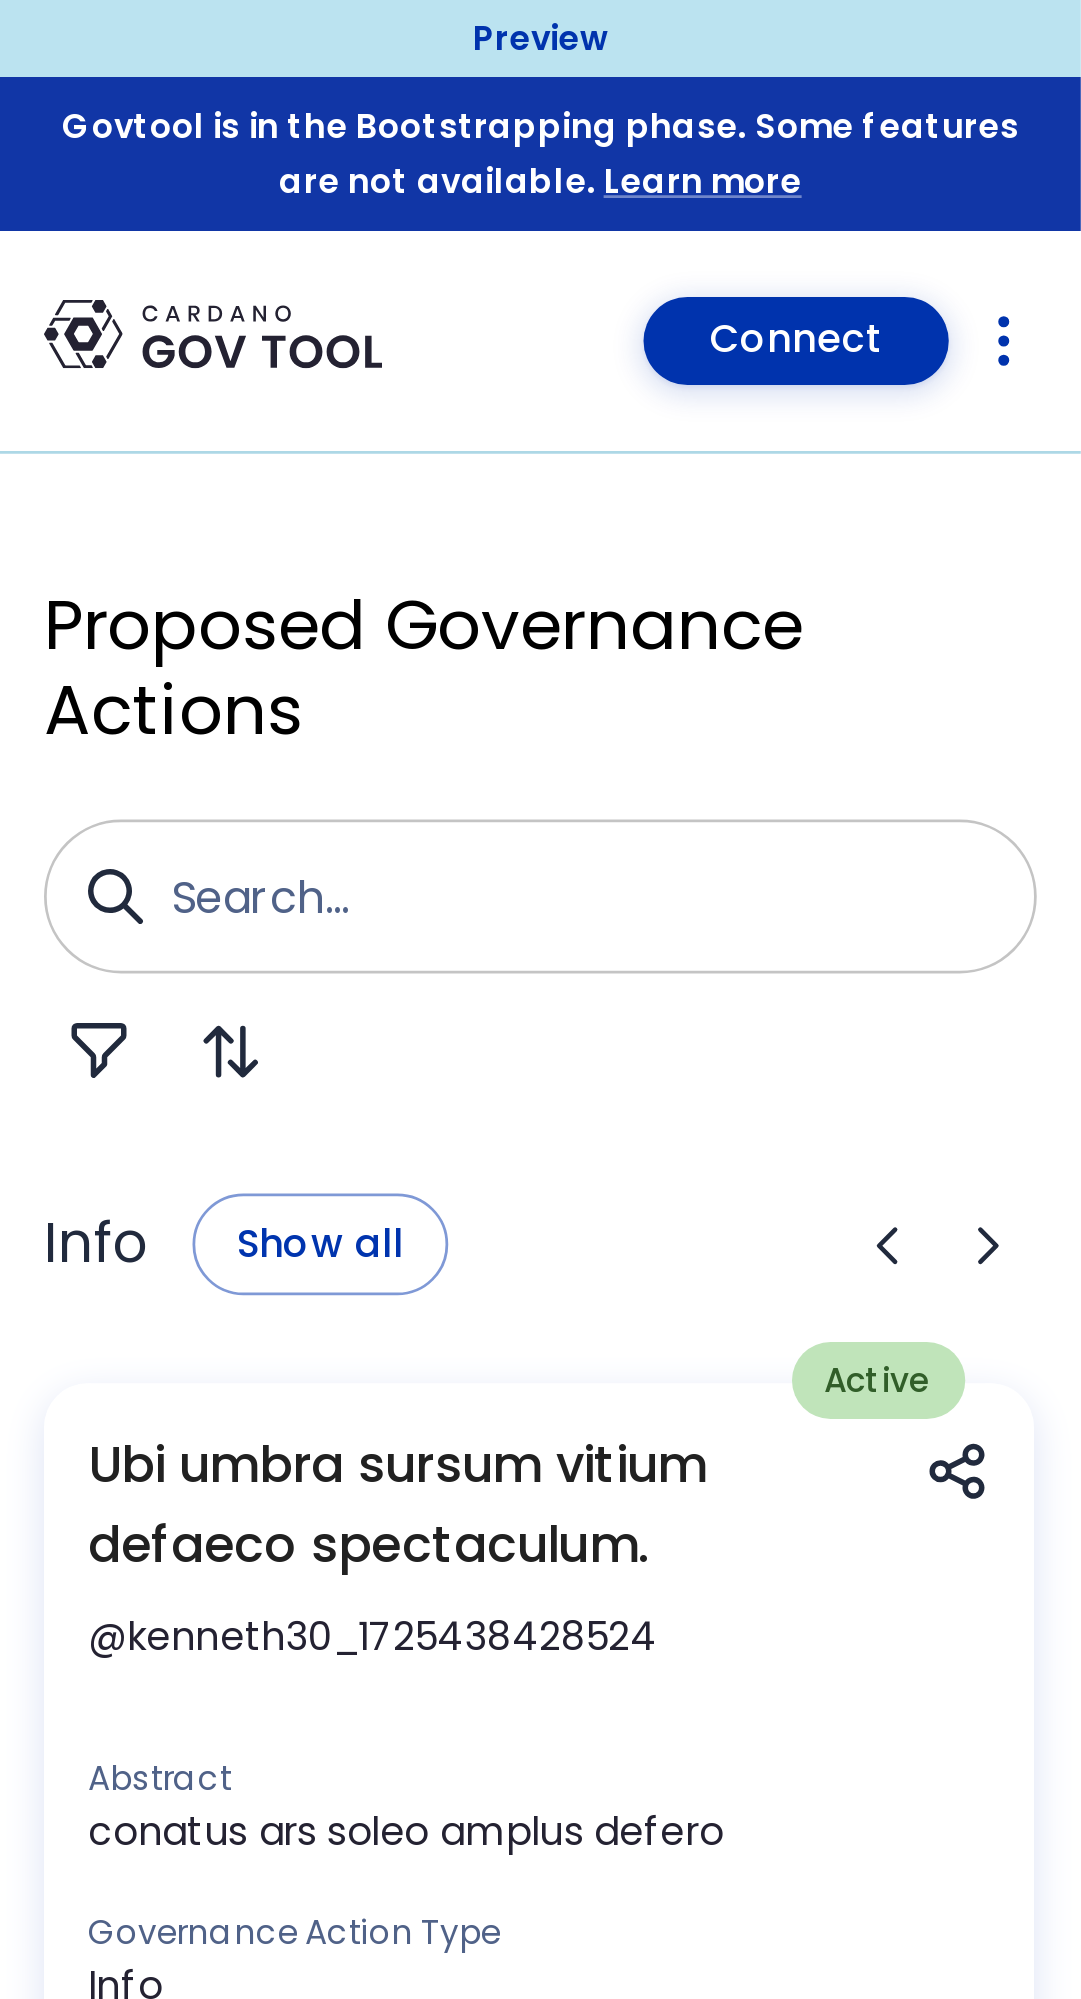 Preview
Govtool is in the Bootstrapping phase. Some features
are not available. Learn more
CARDANO
GOV TOOL
Connect
Proposed Governance
Actions
Search...
Info
Show all
Active
Ubi umbra sursum vitium
defaeco spectaculum.
@kenneth30_1725438428524
Abstract
conatus ars soleo amplus defero
Governance Action Type
Info